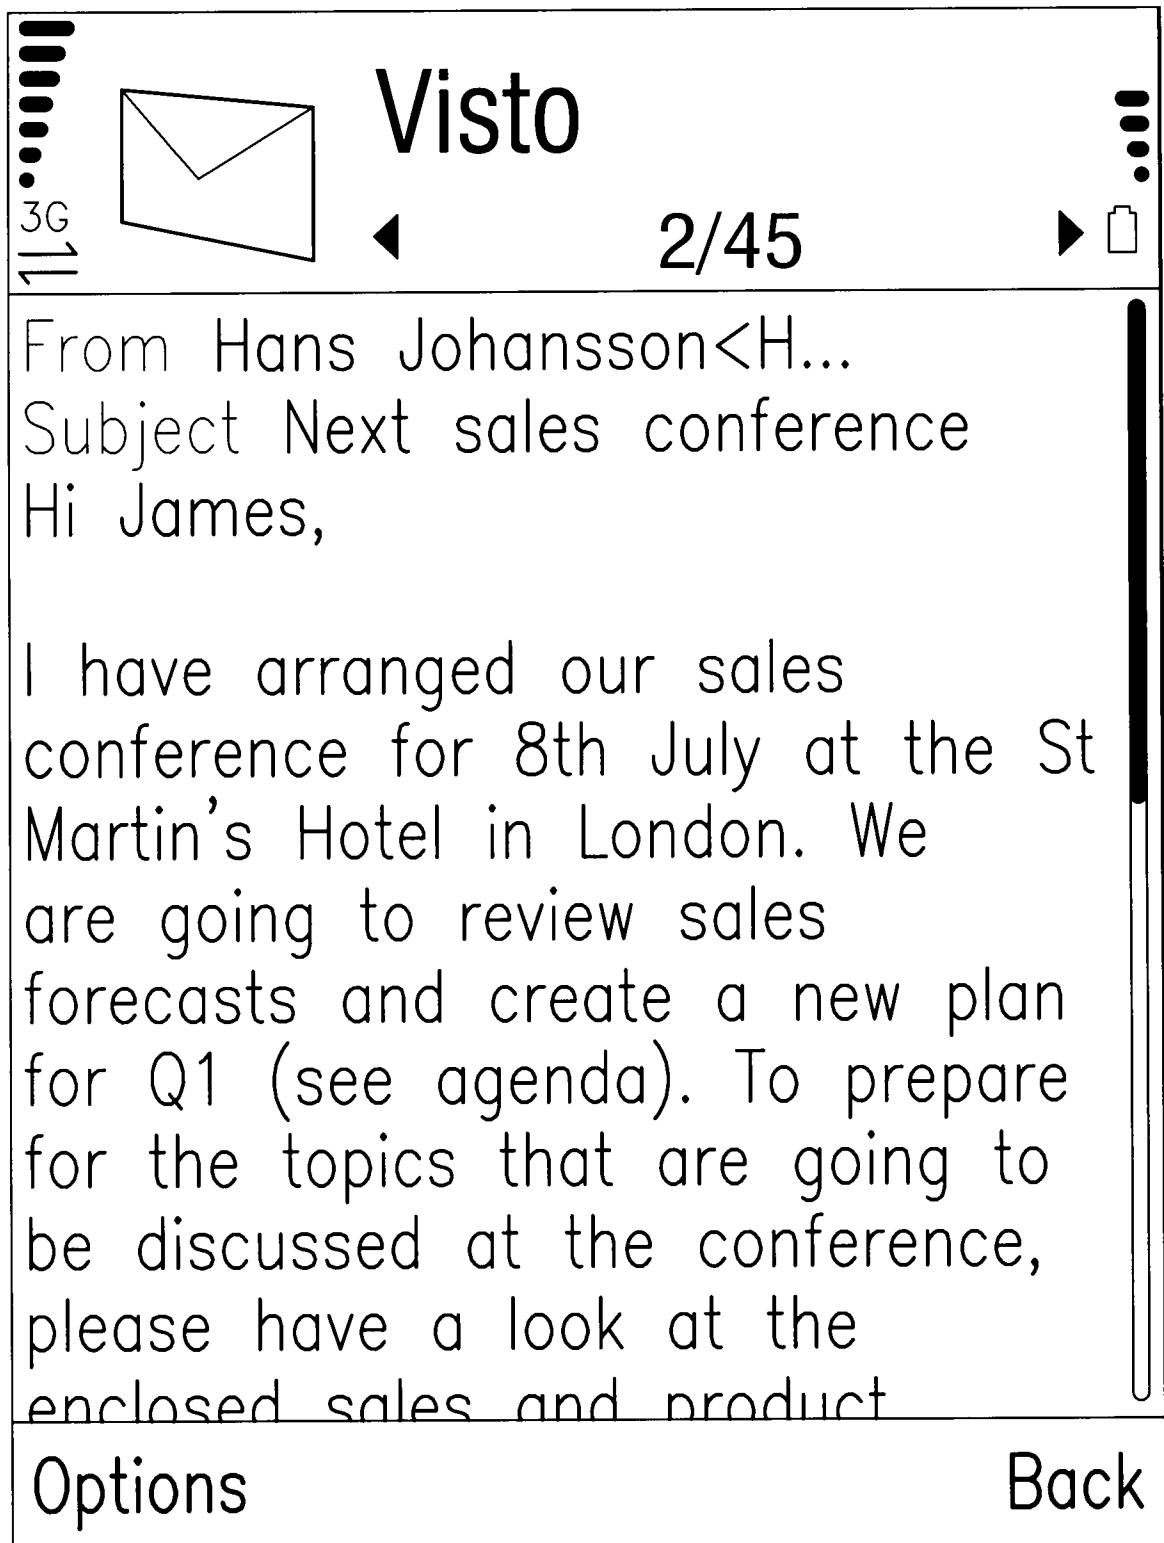 Visto
3G
2/45
From Hans Johansson<H...
Subject Next sales conference
Hi James,
I have arranged our sales
conference for 8th July at the St
Martin's Hotel in London. We
are going to review sales
forecasts and create a new plan
for Q1 (see agenda). To prepare
for the topics that are going to
be discussed at the conference,
please have a look at the
enclosed sales and product
Options
Back